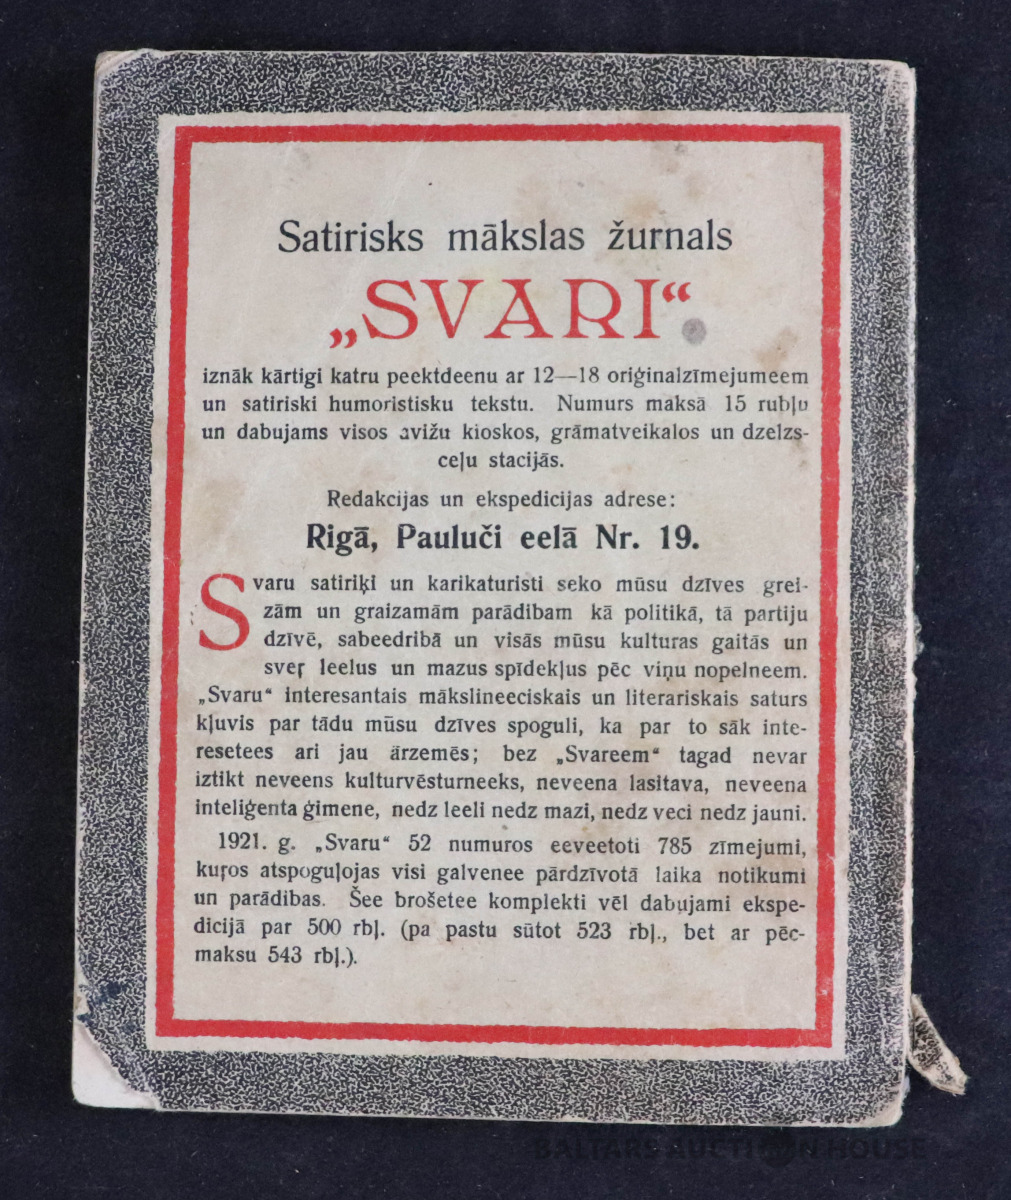 Satirisks mākslas žurnals
„SVARI“
iznāk kārtigi katru peektdeenu ar 12—18 oriģinalzīmejumeem
un satiriski humoristisku tekstu. Numurs maksā 15 rubļu
un dabujams visos avižu kioskos, grāmatveikalos un dzelzs-
ceļu stacijās.
Redakcijas un ekspedicijas adrese:
Rigā, Pauluči eelā Nr. 19.
Svaru satiriķi un karikaturisti seko mūsu dzīves grei-
zām un graizamām parādibam kā politikā, tā partiju
dzīvē, sabeedribā un visās mūsu kulturas gaitās un
sveŗ leelus un mazus spīdekļus pēc viņu nopelneem.
„Svaru“ interesantais mākslineeciskais un literariskais saturs
kļuvis par tādu mūsu dzīves spoguli, ka par to sāk inte-
resetees ari jau ārzemēs; bez „Svareem“ tagad nevar
iztikt neveens kulturvēsturneeks, neveena lasitava, neveena
inteliģenta ģimene, nedz leeli nedz mazi, nedz veci nedz jauni.
1921. g. „Svaru“ 52 numuros eeveetoti 785 zīmejumi,
kuŗos atspoguļojas visi galvenee pārdzīvotā laika notikumi
un parādibas. Šee brošetee komplekti vēl dabujami ekspe-
dicijā par 500 rbļ. (pa pastu sūtot 523 rbļ., bet ar pēc-
maksu 543 rbļ.).
BALTARS AUCTION HOUSE